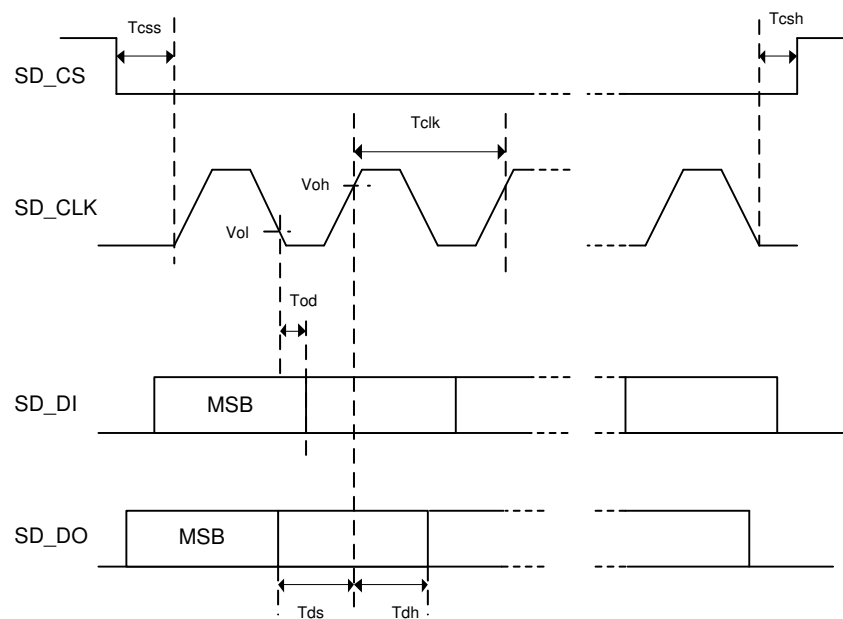 Tcss
Tcsh
SD_CS
Tclk
Voh
SD_CLK
Vol
Tod
SD_DI
MSB
SD_DO
MSB
Tds
Tdh